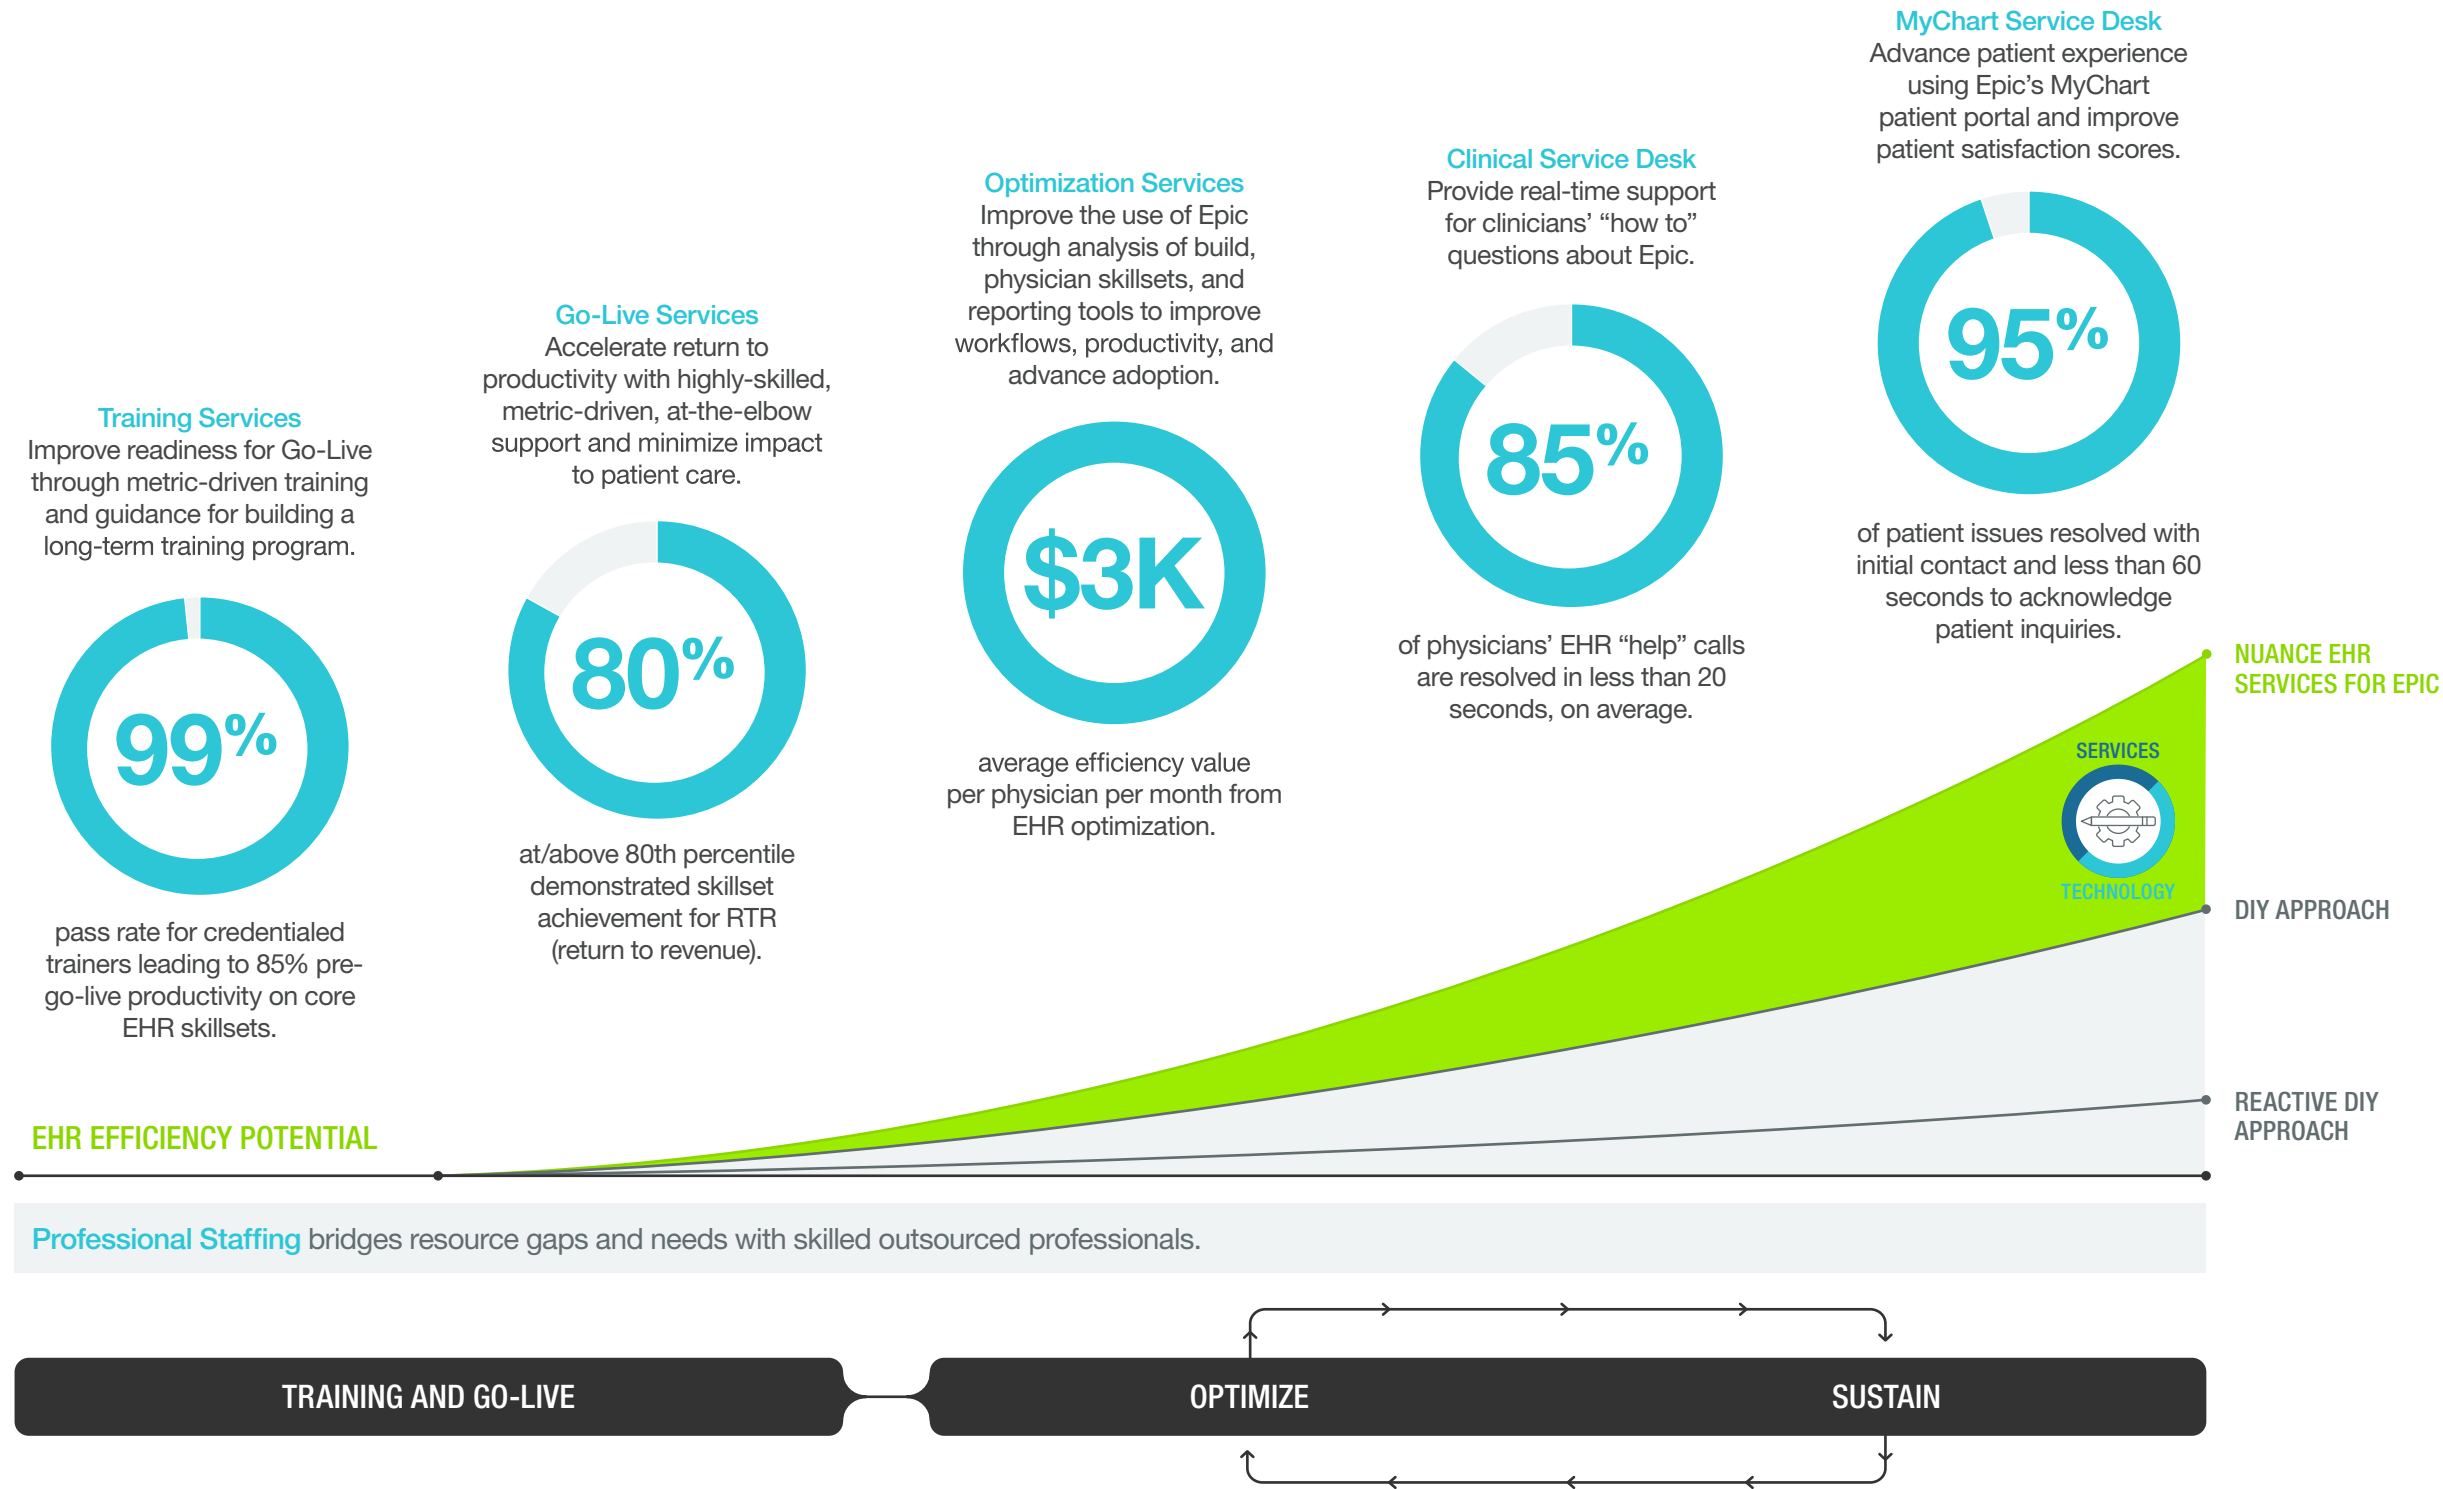 Training Services
Improve readiness for Go-Live
through metric-driven training
and guidance for building a
long-term training program.
99%
pass rate for credentialed
trainers leading to 85% pre-
go-live productivity on core
EHR skillsets.
Go-Live Services
Accelerate return to
productivity with highly-skilled,
metric-driven, at-the-elbow
support and minimize impact
to patient care.
80%
at/above 80th percentile
demonstrated skillset
achievement for RTR
(return to revenue).
Optimization Services
Improve the use of Epic
through analysis of build,
physician skillsets, and
reporting tools to improve
workflows, productivity, and
advance adoption.
$3K
average efficiency value
per physician per month from
EHR optimization.
Clinical Service Desk
Provide real-time support
for clinicians’ “how to”
questions about Epic.
85%
of physicians’ EHR “help” calls
are resolved in less than 20
seconds, on average.
MyChart Service Desk
Advance patient experience
using Epic’s MyChart
patient portal and improve
patient satisfaction scores.
95%
of patient issues resolved with
initial contact and less than 60
seconds to acknowledge
patient inquiries.
NUANCE EHR
SERVICES FOR EPIC
SERVICES
TECHNOLOGY
DIY APPROACH
REACTIVE DIY
APPROACH
EHR EFFICIENCY POTENTIAL
Professional Staffing bridges resource gaps and needs with skilled outsourced professionals.
TRAINING AND GO-LIVE
OPTIMIZE
SUSTAIN